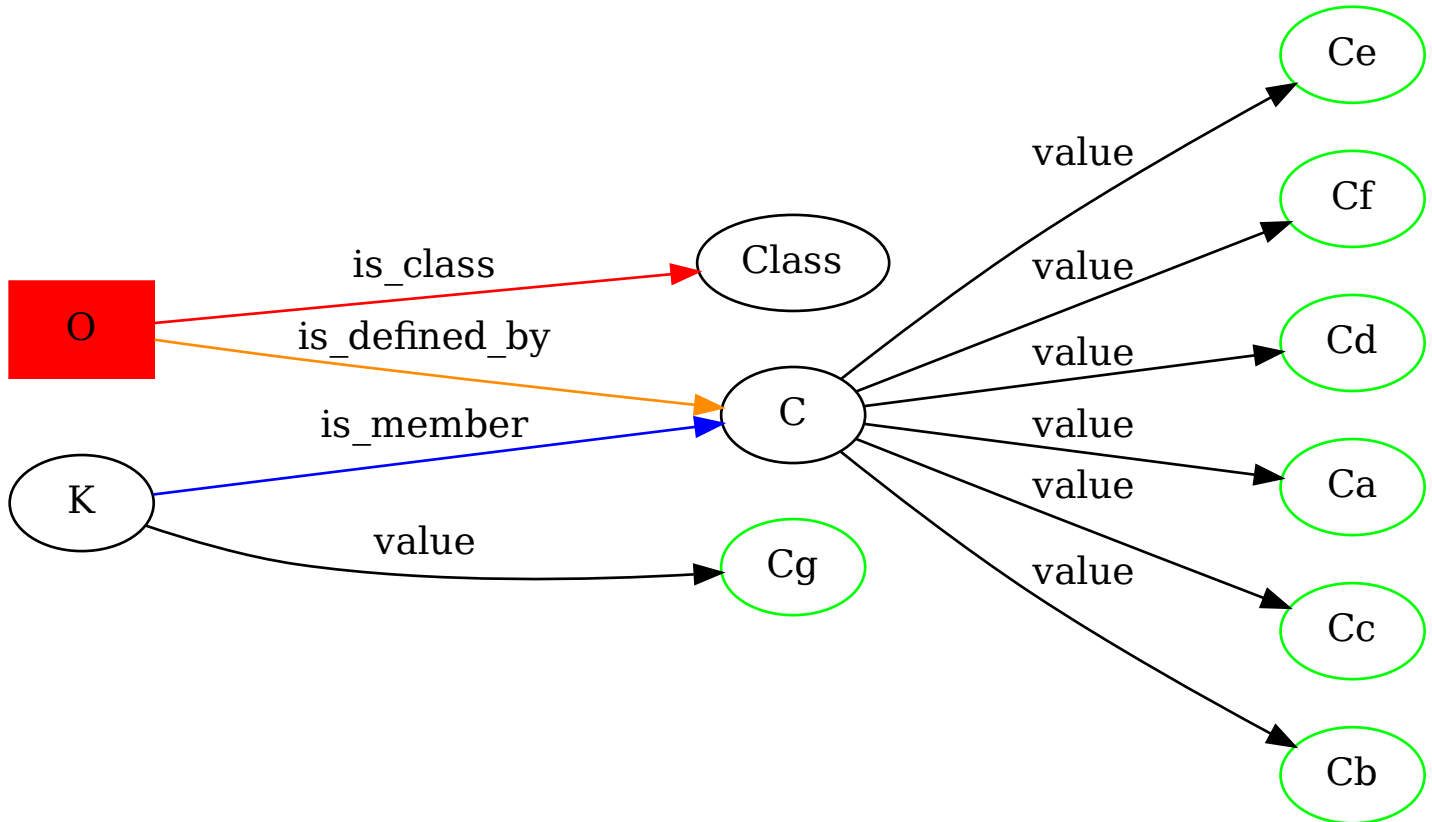 Ce
value
Cf
is_class
Class
value
O
is_defined_by
value
Cd
is_member
C
value
Ca
K
value
value
Cg
value
Cc
Cb